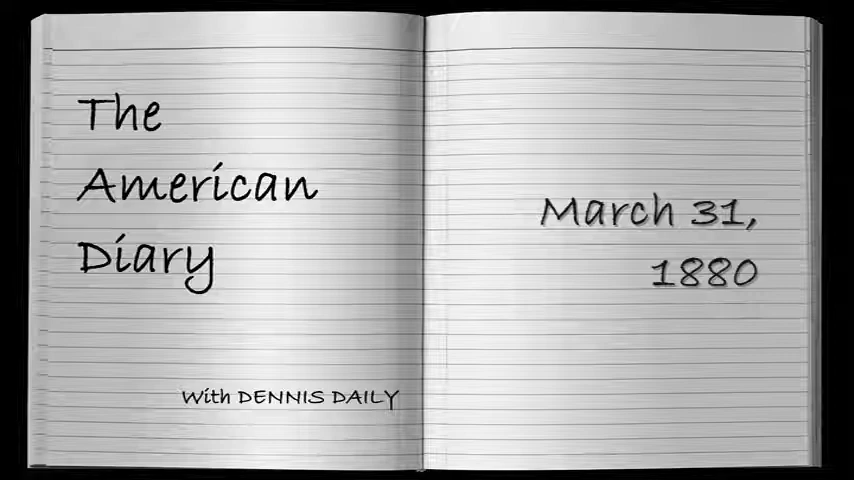 The
American
Diary
With DENNIS DAILY
March 31,
1880